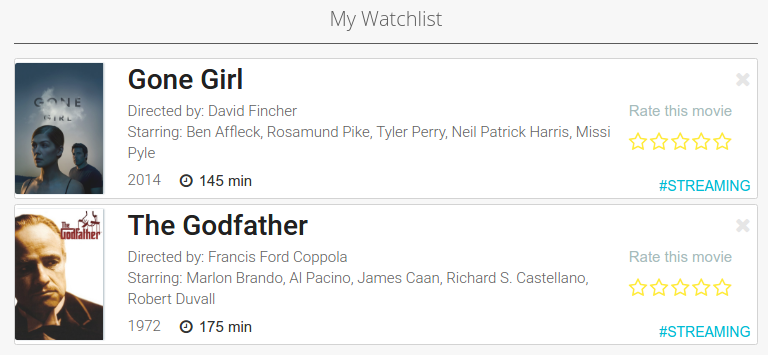 My Watchlist
GONE GIRL
Gone Girl
Directed by: David Fincher
Starring: Ben Affleck, Rosamund Pike, Tyler Perry, Neil Patrick Harris, Missi
Pyle
2014 145 min
Rate this movie
#STREAMING
The
Godfather
The Godfather
Directed by: Francis Ford Coppola
Starring: Marlon Brando, Al Pacino, James Caan, Richard S. Castellano,
Robert Duvall
1972 175 min
Rate this movie
#STREAMING